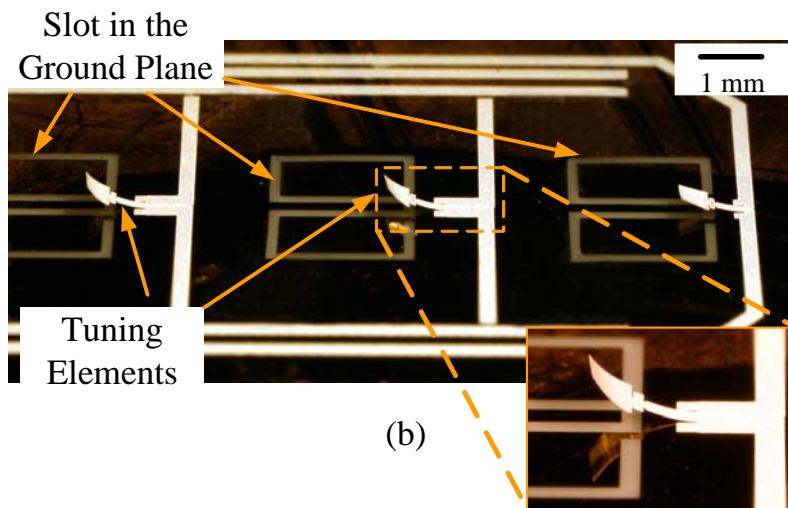 Slot in the
Ground Plane
1 mm
Tuning
Elements
(b)